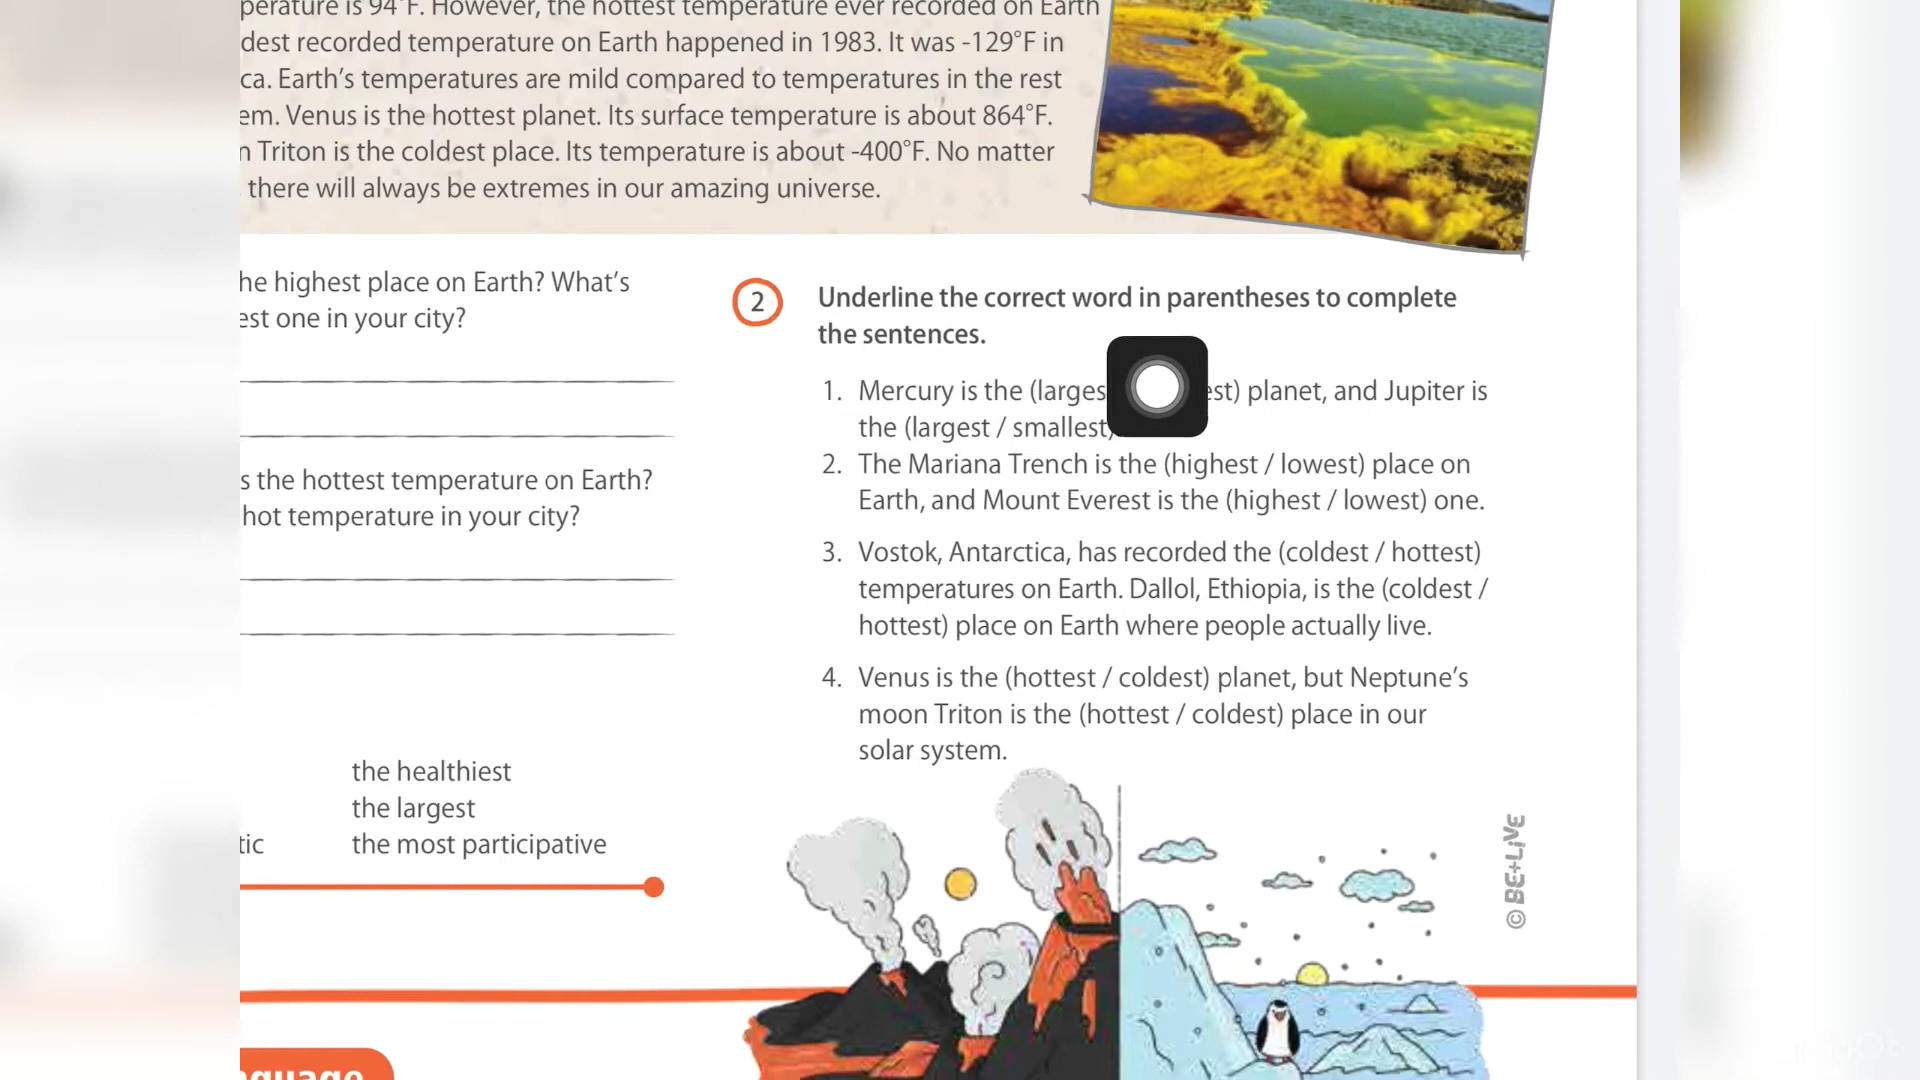 perature is 94°F. However, the hottest temperature ever recorded on Earth
dest recorded temperature on Earth happened in 1983. It was -129°F in
ca. Earth's temperatures are mild compared to temperatures in the rest
em. Venus is the hottest planet. Its surface temperature is about 864°F.
n Triton is the coldest place. Its temperature is about -400°F. No matter
, there will always be extremes in our amazing universe.
he highest place on Earth? What's
est one in your city?
s the hottest temperature on Earth?
hot temperature in your city?
the healthiest
the largest
tic the most participative
2 Underline the correct word in parentheses to complete
the sentences.
1. Mercury is the (larges est) planet, and Jupiter is
the (largest / smallest)
2. The Mariana Trench is the (highest / lowest) place on
Earth, and Mount Everest is the (highest / lowest) one.
3. Vostok, Antarctica, has recorded the (coldest / hottest)
temperatures on Earth. Dallol, Ethiopia, is the (coldest /
hottest) place on Earth where people actually live.
4. Venus is the (hottest / coldest) planet, but Neptune's
moon Triton is the (hottest / coldest) place in our
solar system.
© BE+LiVE
guage